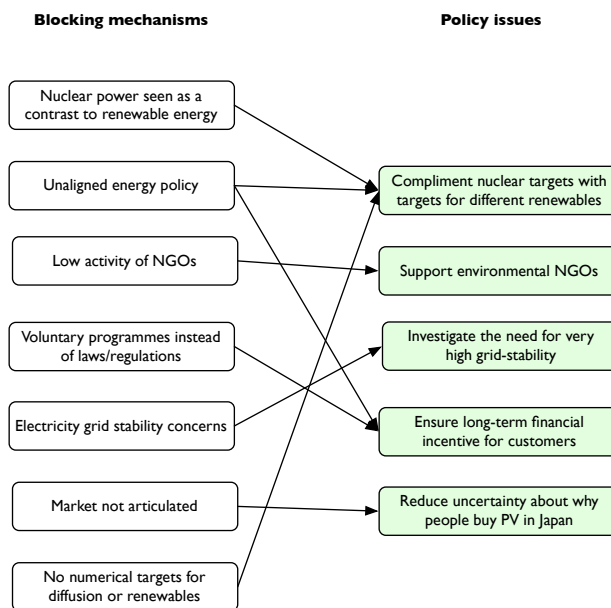 Blocking mechanisms
Policy issues
Nuclear power seen as a
contrast to renewable energy
Unaligned energy policy
Low activity of NGOs
Voluntary programmes instead
of laws/regulations
Electricity grid stability concerns
Market not articulated
No numerical targets for
diffusion or renewables
Compliment nuclear targets with
targets for different renewables
Support environmental NGOs
Investigate the need for very
high grid-stability
Ensure long-term financial
incentive for customers
Reduce uncertainty about why
people buy PV in Japan